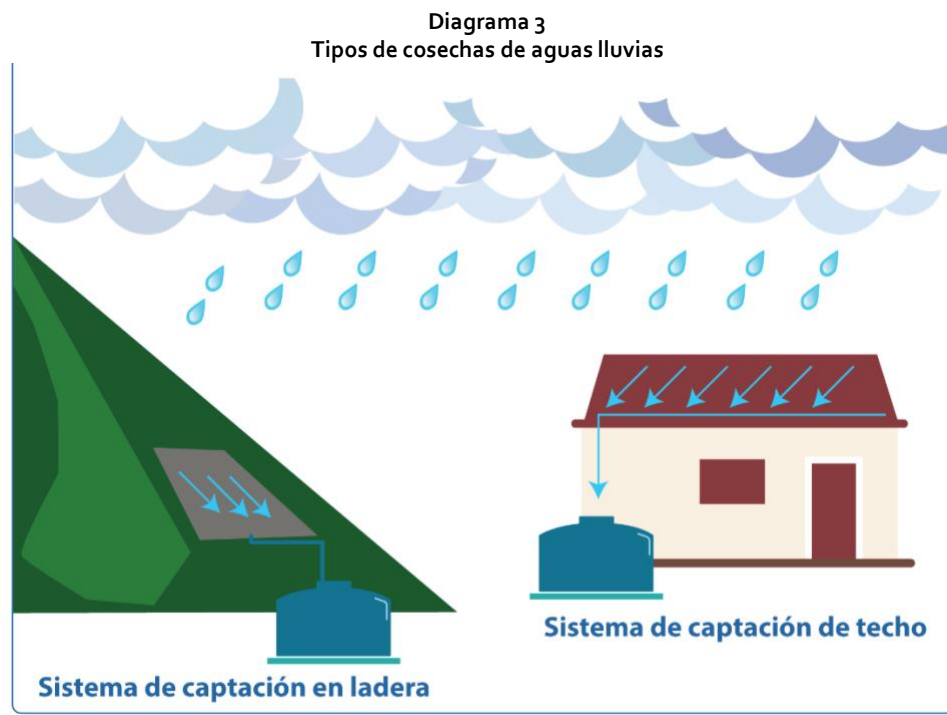 Diagrama 3
Tipos de cosechas de aguas lluvias
Sistema de captación de techo
Sistema de captación en ladera